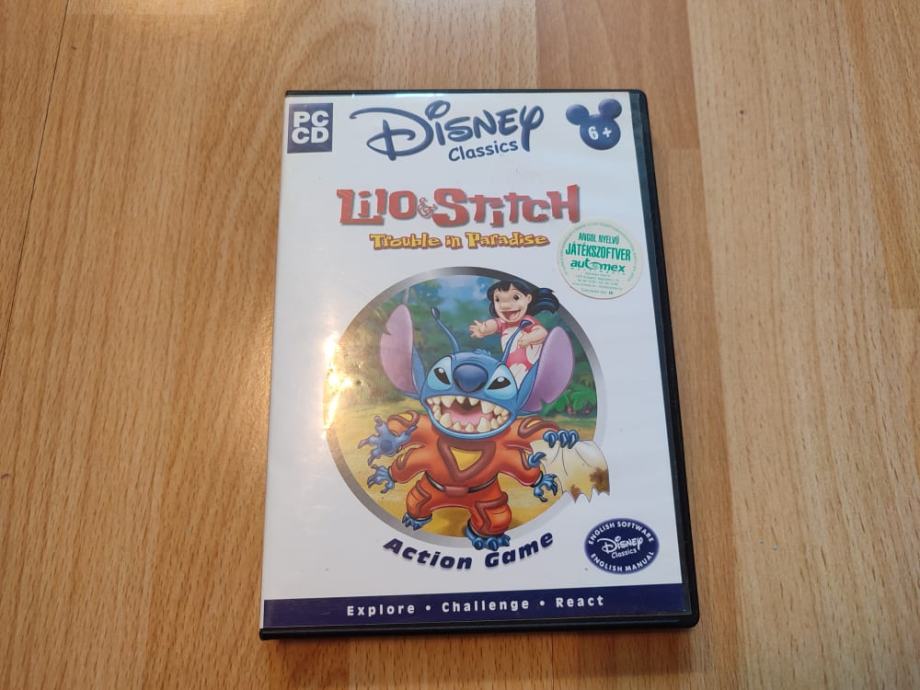 PC
CD
Disney
Classics
6+
Lilo & Stitch
Trouble in Paradise
ANGOL NYELVŰ
JÁTÉKSZOFTVER
automex
Action Game
ENGLISH SOFTWARE
Disney
Classics
ENGLISH MANUAL
Explore • Challenge • React